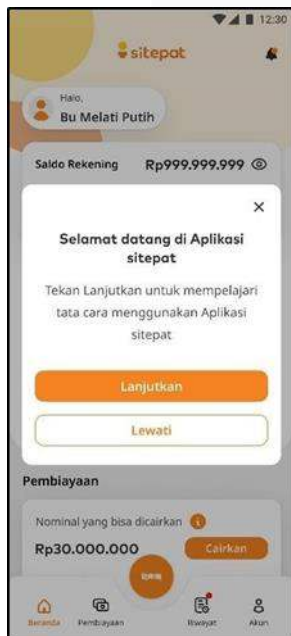 12:30
sitepat
Halo,
Bu Melati Putih
Saldo Rekening Rp999.999.999
Selamat datang di Aplikasi
sitepat
Tekan Lanjutkan untuk mempelajari
tata cara menggunakan Aplikasi
sitepat
Lanjutkan
Lewati
Pembiayaan
Nominal yang bisa dicairkan
Rp30.000.000 Cairkan
Beranda Pembiayaan Riwayat Akun